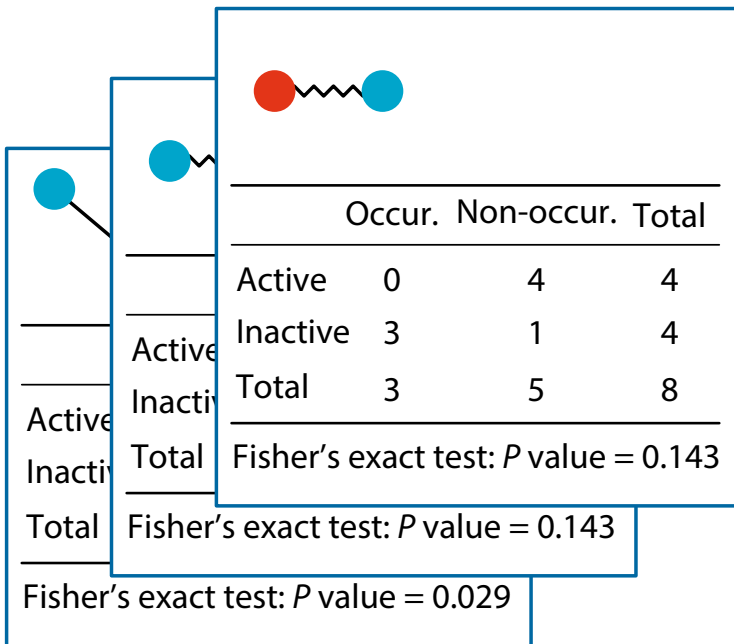 Occur. Non-occur. Total
Active 0 4 4
Inactive 3 1 4
Total 3 5 8
Fisher’s exact test: P value = 0.143
Active
Total
Fisher’s exact test: P value = 0.143
Active
Total
Fisher’s exact test: P value = 0.029